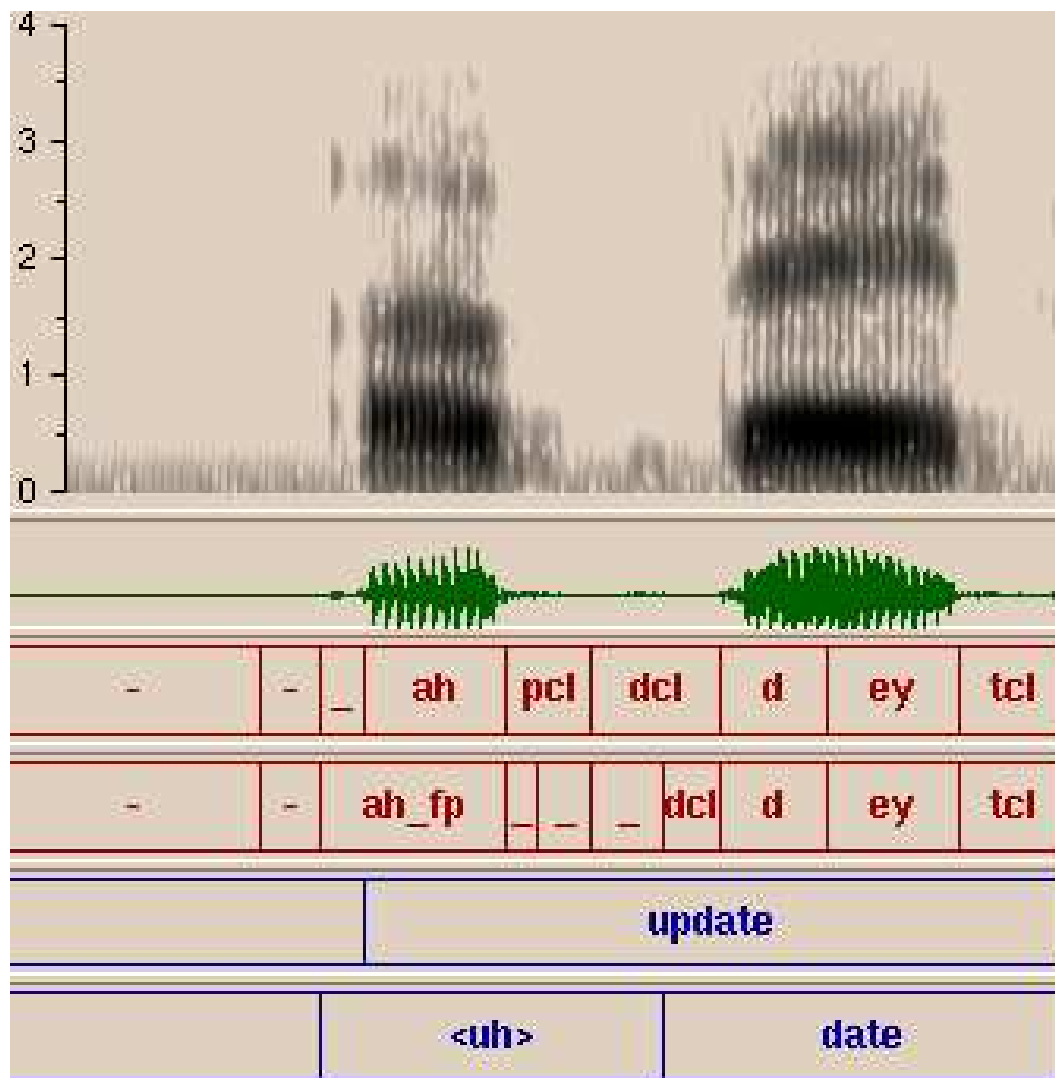 4
3
2
1
0
- - _ ah pcl dcl d ey tcl
- - ah_fp _ _ _ dcl d ey tcl
update
<uh> date